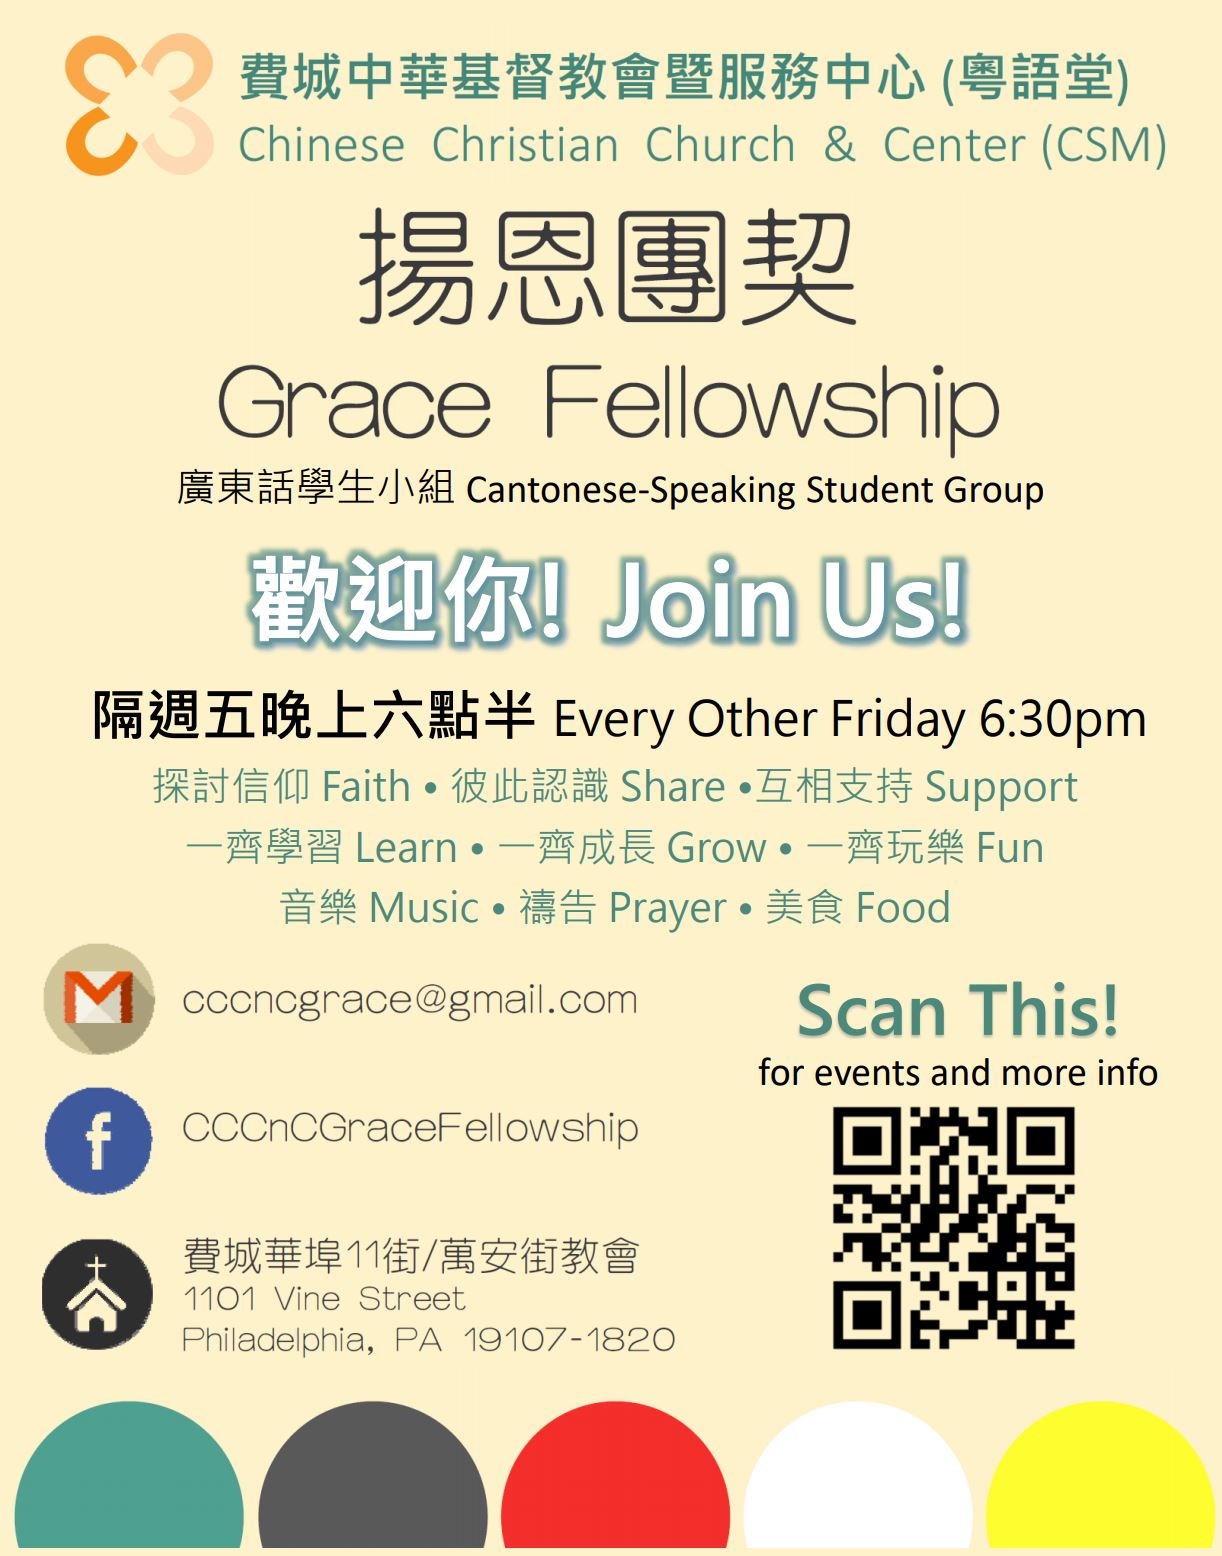 費城中華基督教會暨服務中心 (粵語堂)
Chinese Christian Church & Center (CSM)
揚恩團契
Grace Fellowship
廣東話學生小組 Cantonese-Speaking Student Group
歡迎你! Join Us!
隔週五晚上六點半 Every Other Friday 6:30pm
探討信仰 Faith • 彼此認識 Share •互相支持 Support
一齊學習 Learn • 一齊成長 Grow • 一齊玩樂 Fun
音樂 Music • 禱告 Prayer • 美食 Food
cccncgrace@gmail.com
CCCnCGraceFellowship
費城華埠11街/萬安街教會
1101 Vine Street
Philadelphia, PA 19107-1820
Scan This!
for events and more info